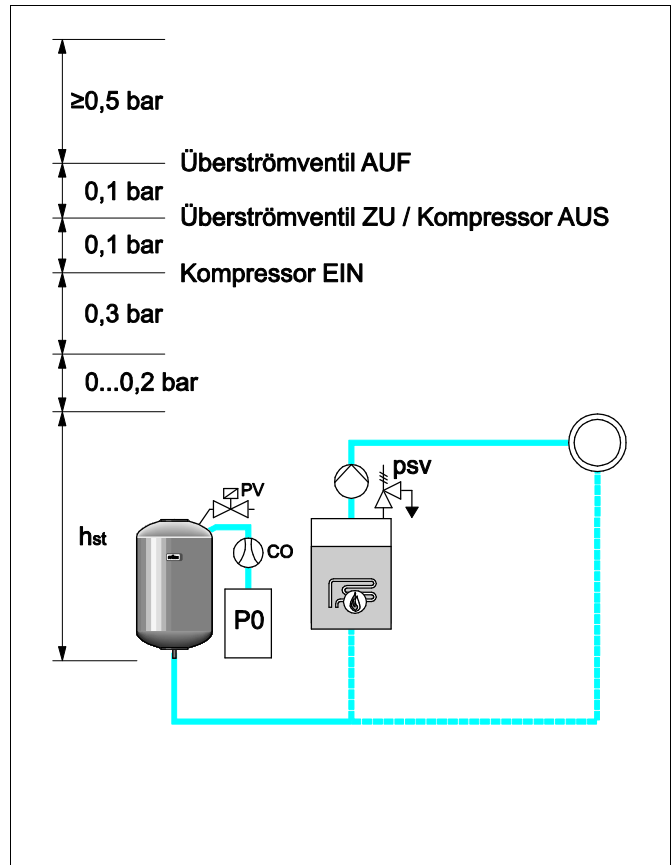 ≥0,5 bar
Überströmventil AUF
0,1 bar
Überströmventil ZU / Kompressor AUS
0,1 bar
Kompressor EIN
0,3 bar
0...0,2 bar
psv
PV
hst
CO
P0